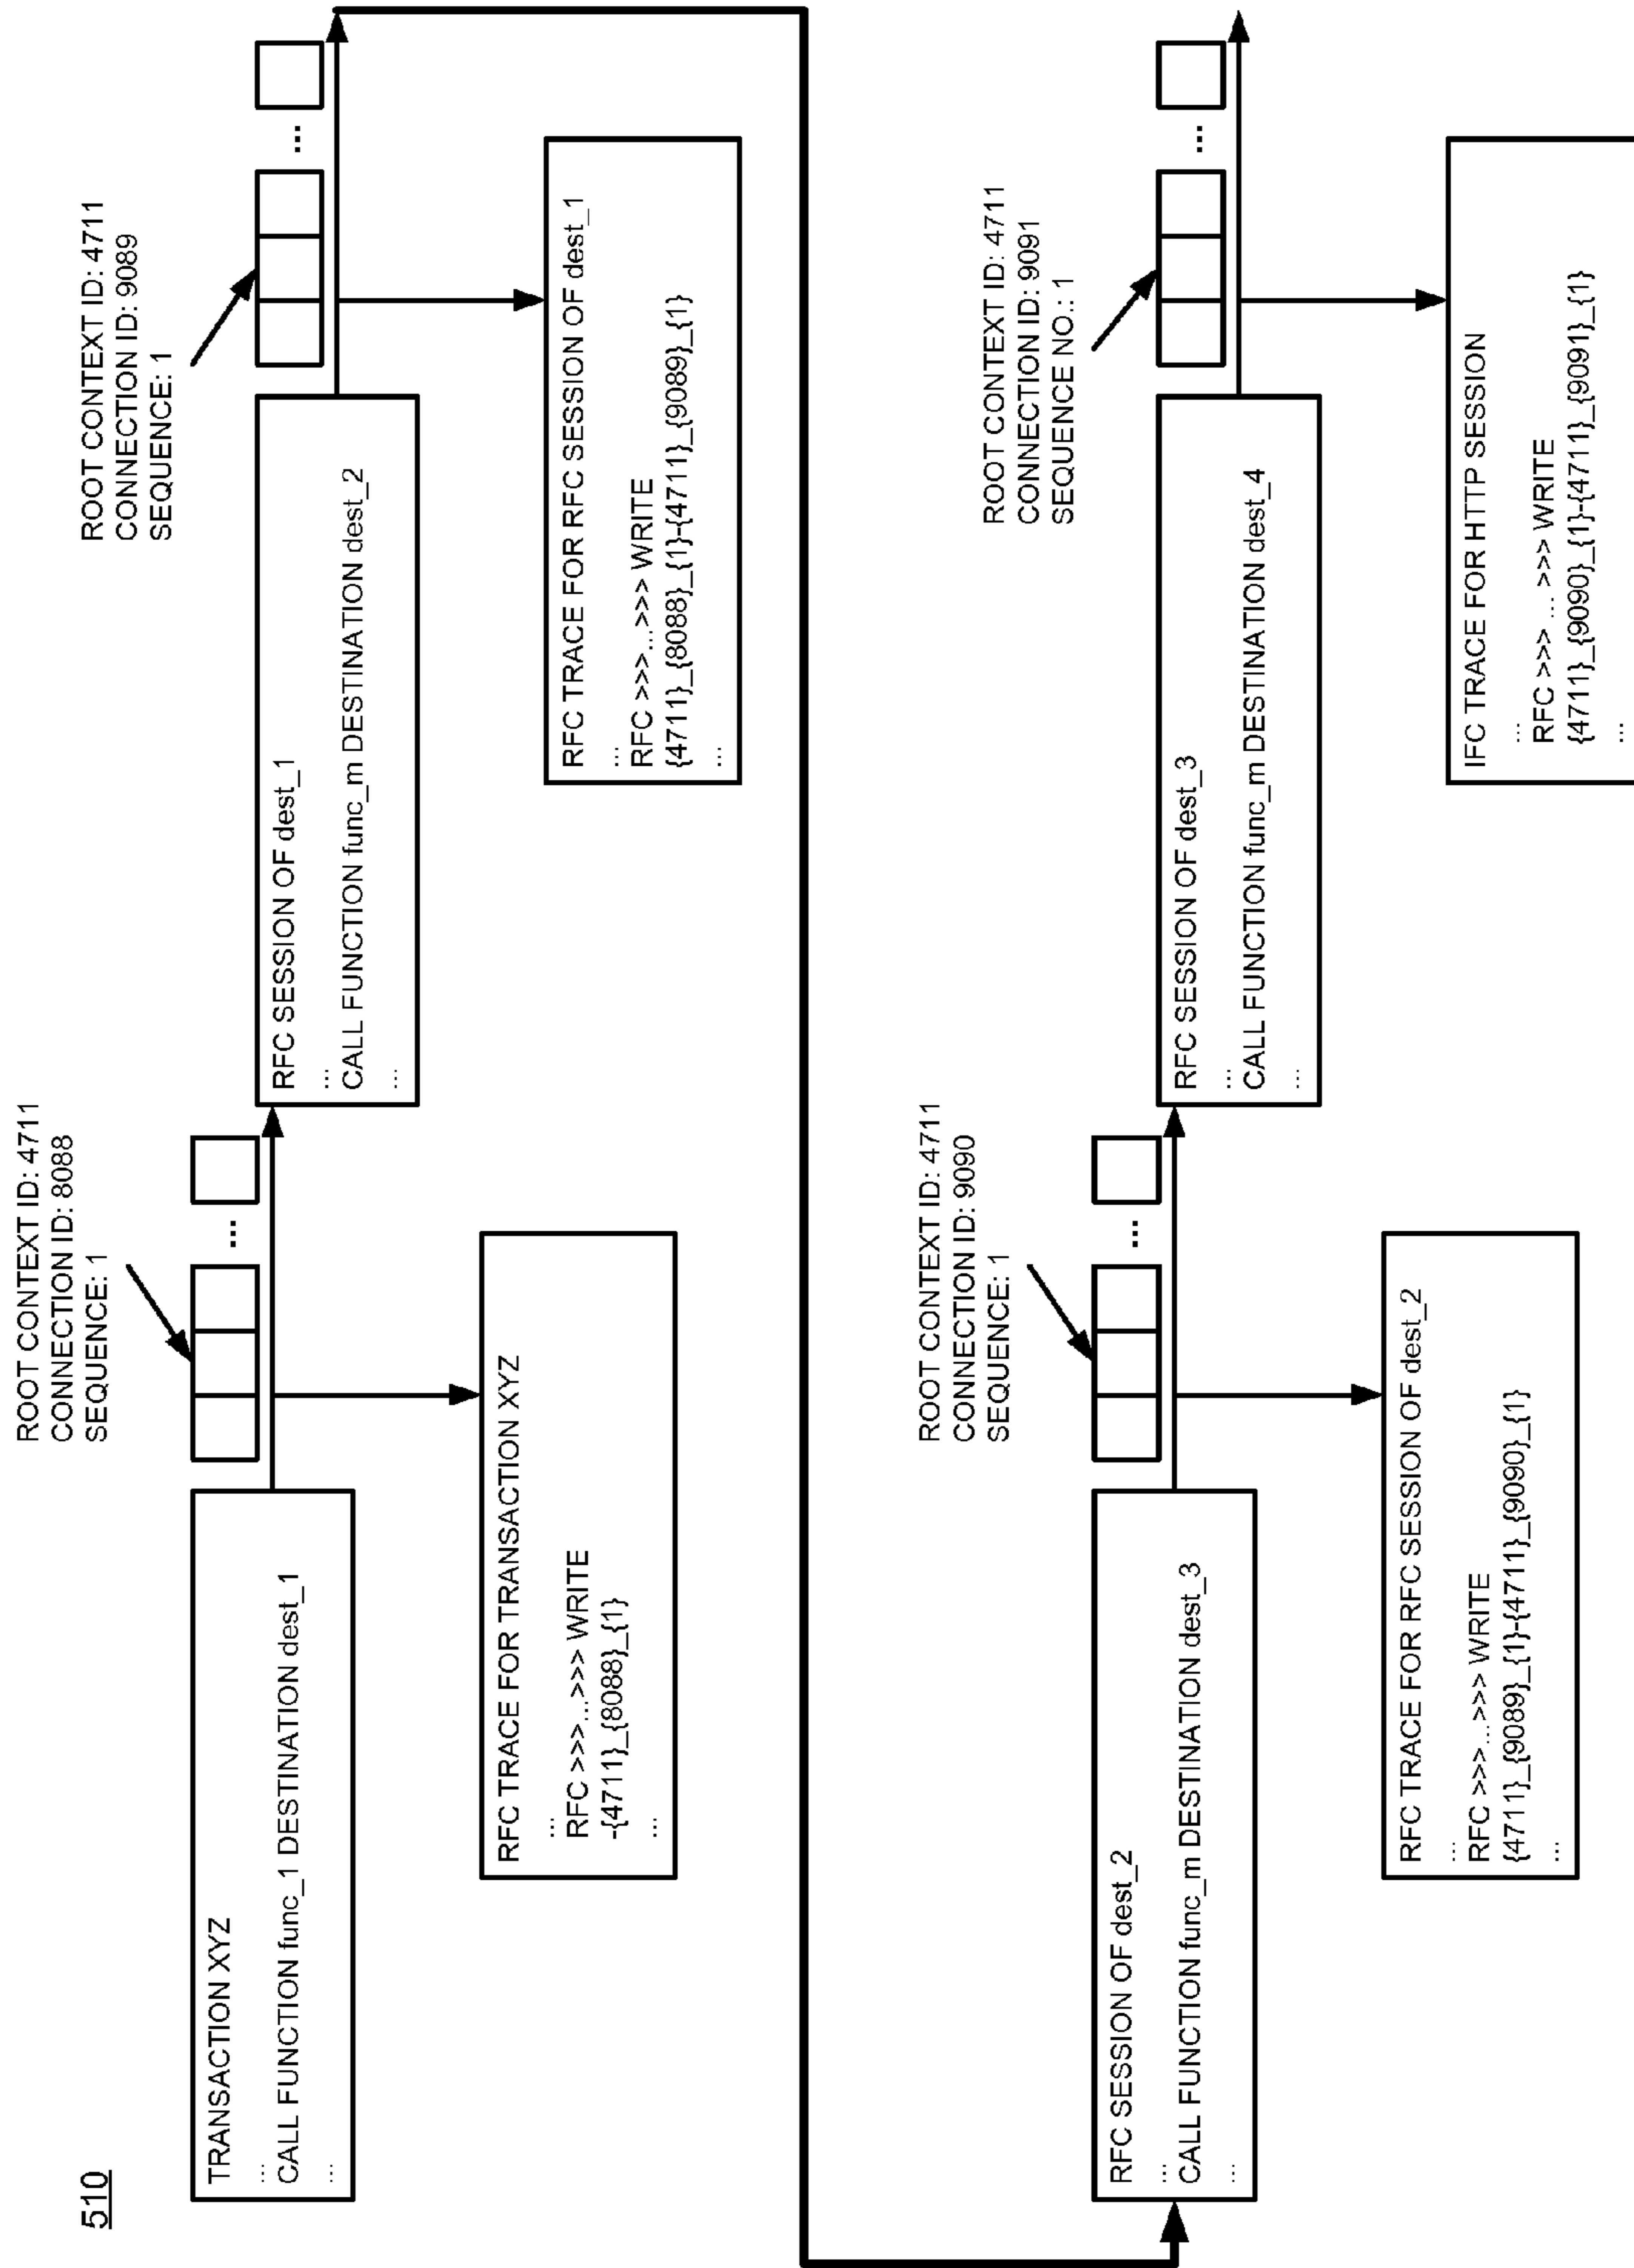 510
ROOT CONTEXT ID: 4711
CONNECTION ID: 8088
SEQUENCE: 1
...
TRANSACTION XYZ
...
CALL FUNCTION func_1 DESTINATION dest_1
...
RFC TRACE FOR TRANSACTION XYZ
...
RFC >>>...>>> WRITE
-{4711}_{8088}_{1}
...
ROOT CONTEXT ID: 4711
CONNECTION ID: 9089
SEQUENCE: 1
...
RFC SESSION OF dest_1
...
CALL FUNCTION func_m DESTINATION dest_2
...
RFC TRACE FOR RFC SESSION OF dest_1
...
RFC >>>...>>> WRITE
{4711}_{8088}_{1}-{4711}_{9089}_{1}
...
ROOT CONTEXT ID: 4711
CONNECTION ID: 9090
SEQUENCE: 1
...
RFC SESSION OF dest_2
...
CALL FUNCTION func_m DESTINATION dest_3
...
RFC TRACE FOR RFC SESSION OF dest_2
...
RFC >>>...>>> WRITE
{4711}_{9089}_{1}-{4711}_{9090}_{1}
...
ROOT CONTEXT ID: 4711
CONNECTION ID: 9091
SEQUENCE NO.: 1
...
RFC SESSION OF dest_3
...
CALL FUNCTION func_m DESTINATION dest_4
...
IFC TRACE FOR HTTP SESSION
...
RFC >>> ... >>> WRITE
{4711}_{9090}_{1}-{4711}_{9091}_{1}
...